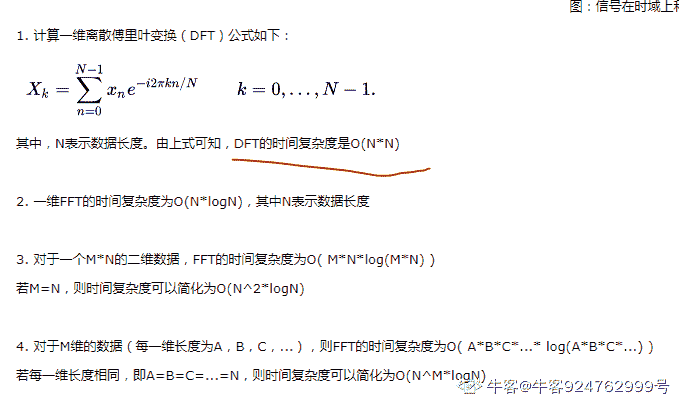 图：信号在时域上和
1. 计算一维离散傅里叶变换（DFT）公式如下：
X_k = \sum_{n=0}^{N-1} x_n e^{-i2πkn/N}    k = 0, . . . , N − 1.
其中，N表示数据长度。由上式可知，DFT的时间复杂度是O(N*N)
2. 一维FFT的时间复杂度为O(N*logN)，其中N表示数据长度
3. 对于一个M*N的二维数据，FFT的时间复杂度为O( M*N*log(M*N) )
若M=N，则时间复杂度可以简化为O(N^2*logN)
4. 对于M维的数据（每一维长度为A，B，C，...），则FFT的时间复杂度为O( A*B*C*...* log(A*B*C*...) )
若每一维长度相同，即A=B=C=...=N，则时间复杂度可以简化为O(N^M*logN)
牛客@牛客924762999号